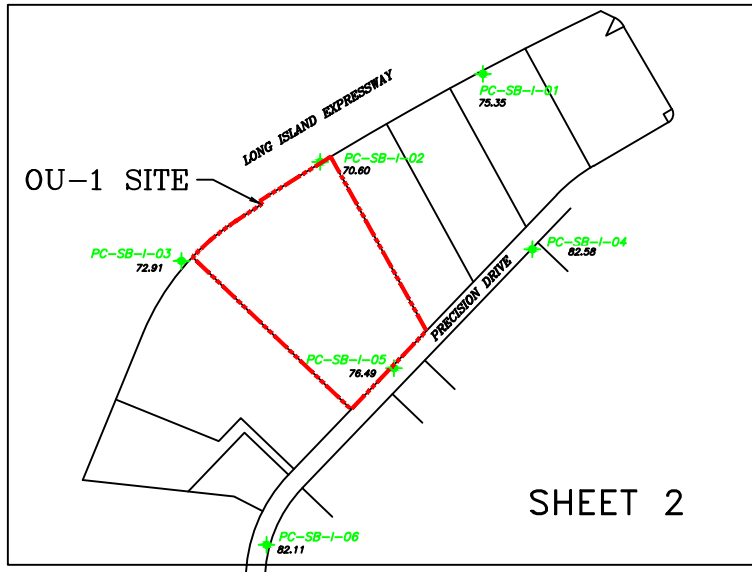 LONG ISLAND EXPRESSWAY
PC-SB-I-01
75.35
PC-SB-I-02
70.60
OU-1 SITE
PC-SB-I-03
72.91
PC-SB-I-04
82.58
PRECISION DRIVE
PC-SB-I-05
76.49
SHEET 2
PC-SB-I-06
82.11